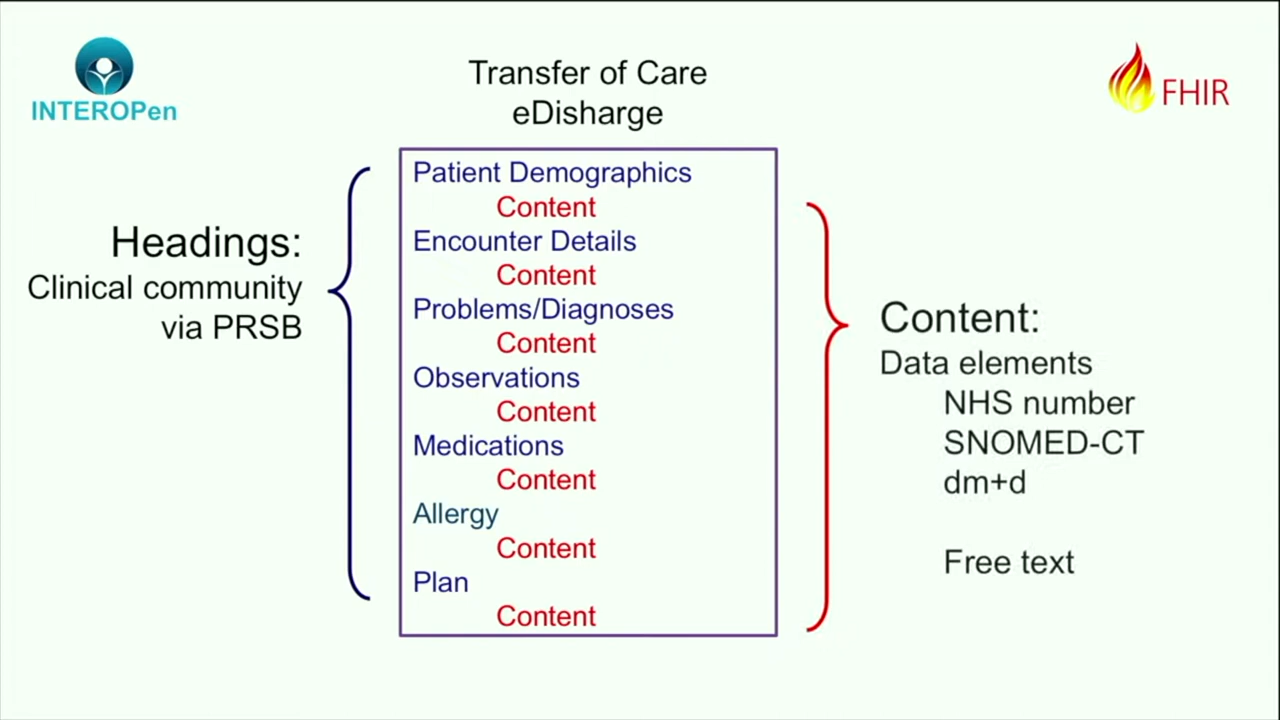 INTEROPen
Transfer of Care
eDisharge
FHIR
Headings:
Clinical community
via PRSB
Patient Demographics
Content
Encounter Details
Content
Problems/Diagnoses
Content
Observations
Content
Medications
Content
Allergy
Content
Plan
Content
Content:
Data elements
NHS number
SNOMED-CT
dm+d
Free text